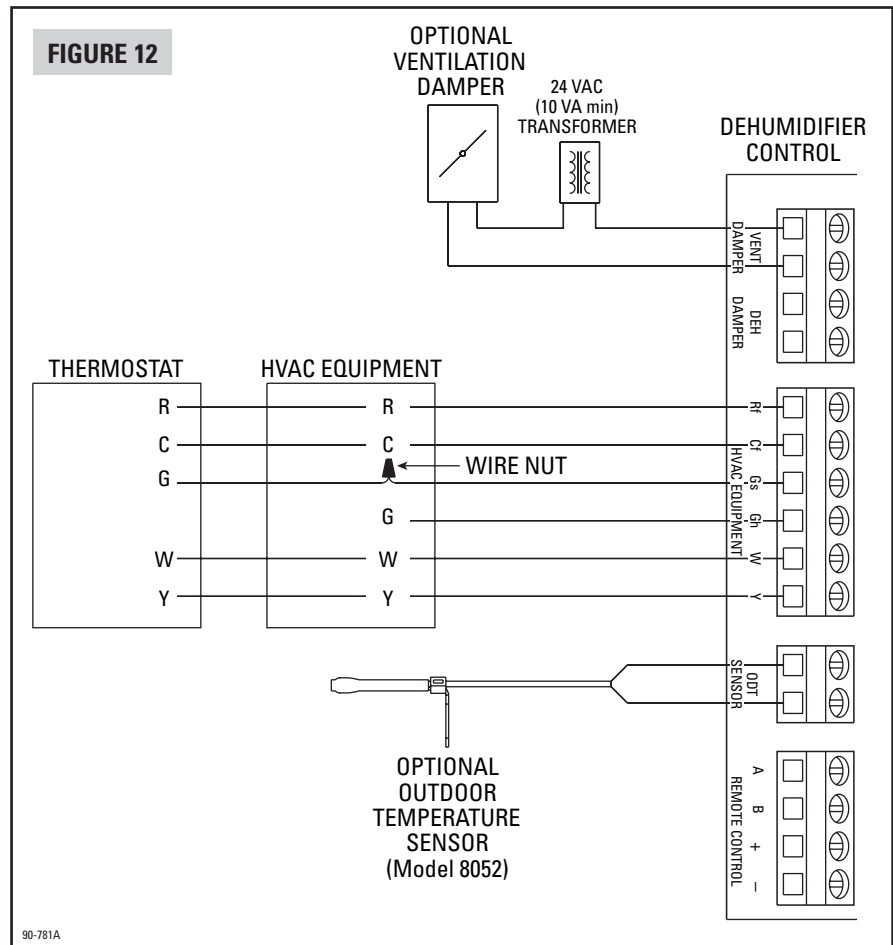 FIGURE 12
OPTIONAL
VENTILATION
DAMPER
24 VAC
(10 VA min)
TRANSFORMER
DEHUMIDIFIER
CONTROL
VENT
DAMPER
DEH
DAMPER
THERMOSTAT
HVAC EQUIPMENT
R
R
Rf
C
C
Cf
WIRE NUT
G
Gs
HVAC EQUIPMENT
G
Gh
W
W
W
Y
Y
Y
ODT
SENSOR
OPTIONAL
OUTDOOR
TEMPERATURE
SENSOR
(Model 8052)
A
B
+
–
REMOTE CONTROL
90-781A